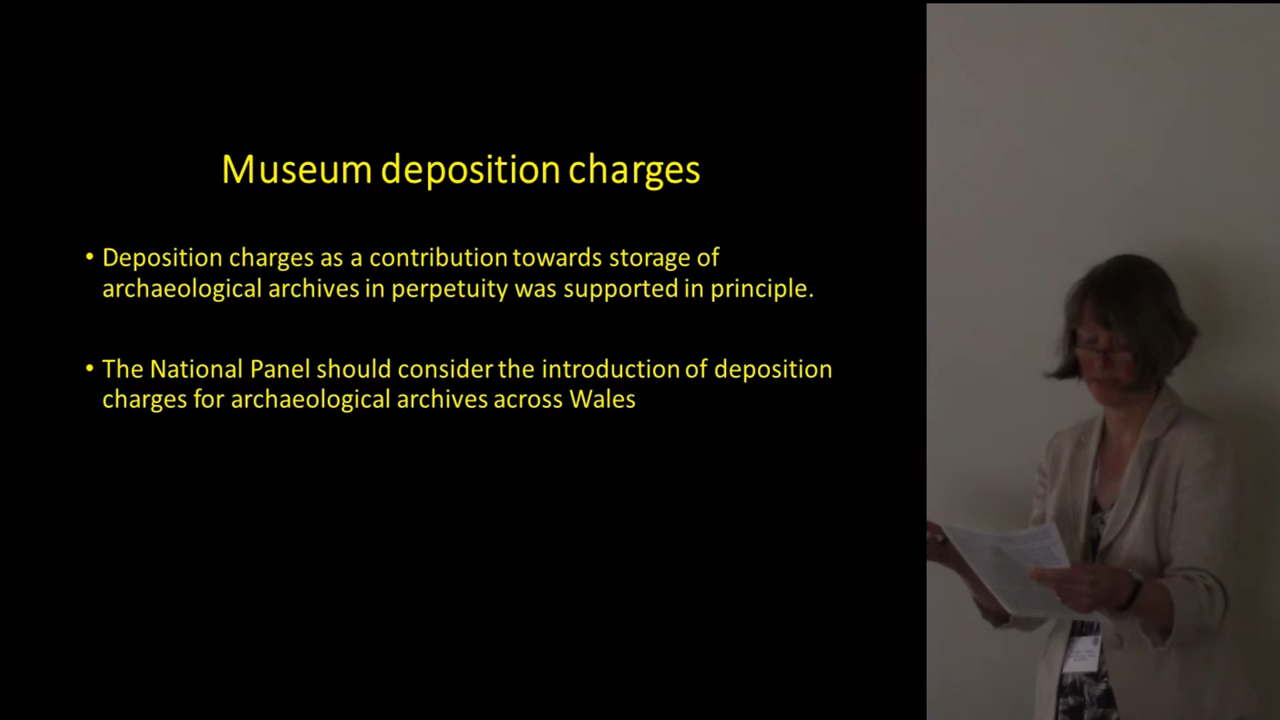 Museum deposition charges
• Deposition charges as a contribution towards storage of
archaeological archives in perpetuity was supported in principle.
• The National Panel should consider the introduction of deposition
charges for archaeological archives across Wales